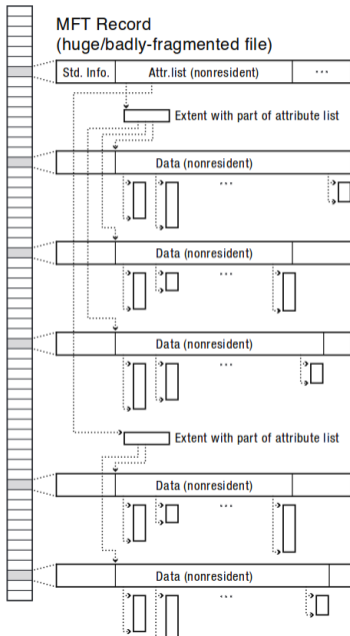 MFT Record
(huge/badly-fragmented file)
Std. Info. Attr.list (nonresident) ...
Extent with part of attribute list
Data (nonresident)
...
Data (nonresident)
...
Data (nonresident)
...
Extent with part of attribute list
Data (nonresident)
...
Data (nonresident)
...